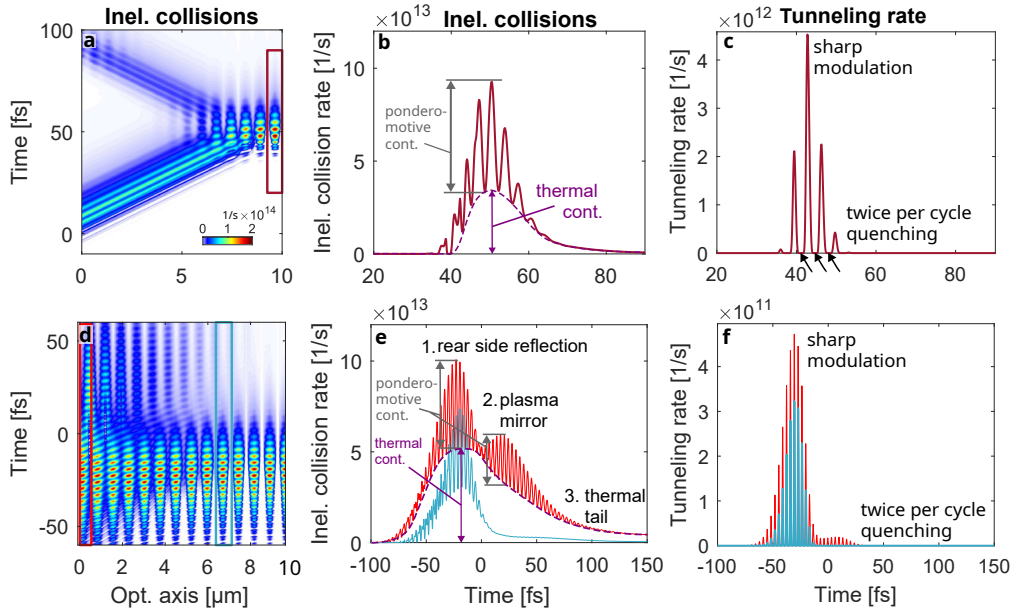 Inel. collisions
a
Time [fs]
100
50
0
0
5
10
1/s ×10^14
0 1 2
Inel. collisions
×10^13
b
Inel. collision rate [1/s]
10
5
0
pondero-
motive
cont.
thermal
cont.
20
40
60
80
Tunneling rate
×10^12
c
Tunneling rate [1/s]
4
2
0
sharp
modulation
twice per cycle
quenching
20
40
60
80
d
Time [fs]
50
0
-50
0
2
4
6
8
10
Opt. axis [µm]
×10^13
e
Inel. collision rate [1/s]
10
5
0
1. rear side reflection
pondero-
motive
cont.
2. plasma
mirror
thermal
cont.
3. thermal
tail
-100
-50
0
50
100
150
Time [fs]
×10^11
f
Tunneling rate [1/s]
4
2
0
sharp
modulation
twice per cycle
quenching
-100
-50
0
50
100
150
Time [fs]